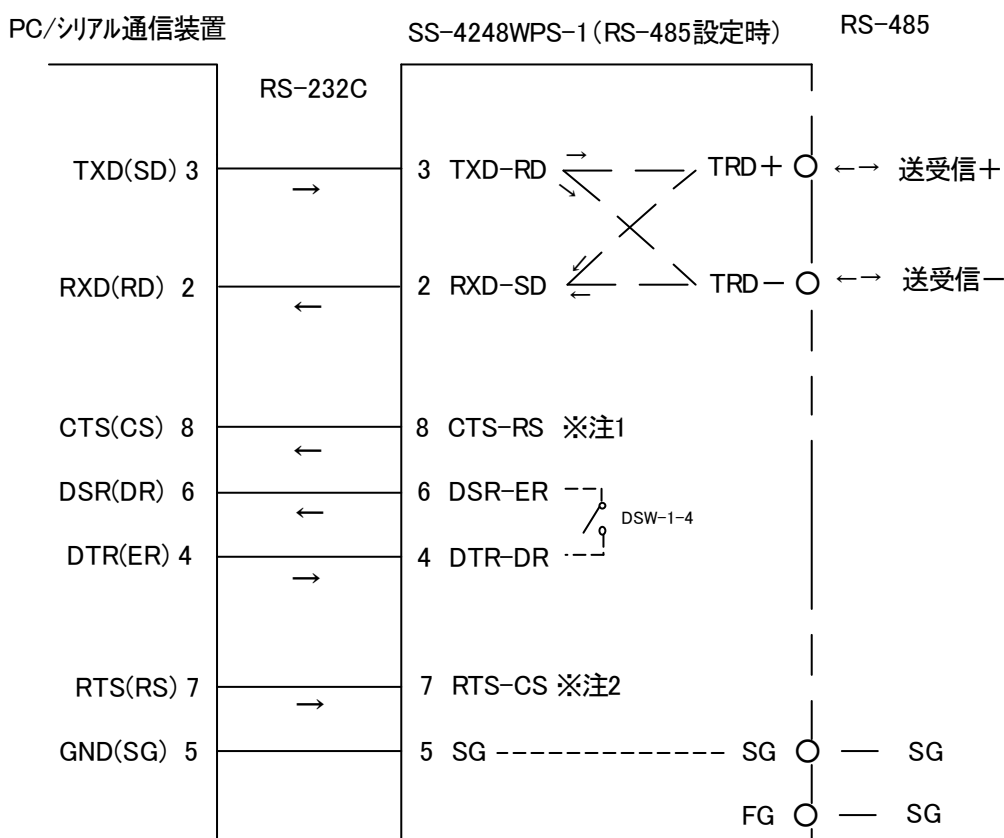 PC/シリアル通信装置 SS-4248WPS-1(RS-485設定時) RS-485
RS-232C
TXD(SD) 3 → 3 TXD-RD → → TRD+ ←→ 送受信+
RXD(RD) 2 ← 2 RXD-SD ← ← TRD- ←→ 送受信-
CTS(CS) 8 ← 8 CTS-RS ※注1
DSR(DR) 6 ← 6 DSR-ER
DSW-1-4
DTR(ER) 4 → 4 DTR-DR
RTS(RS) 7 → 7 RTS-CS ※注2
GND(SG) 5 5 SG SG SG
FG SG